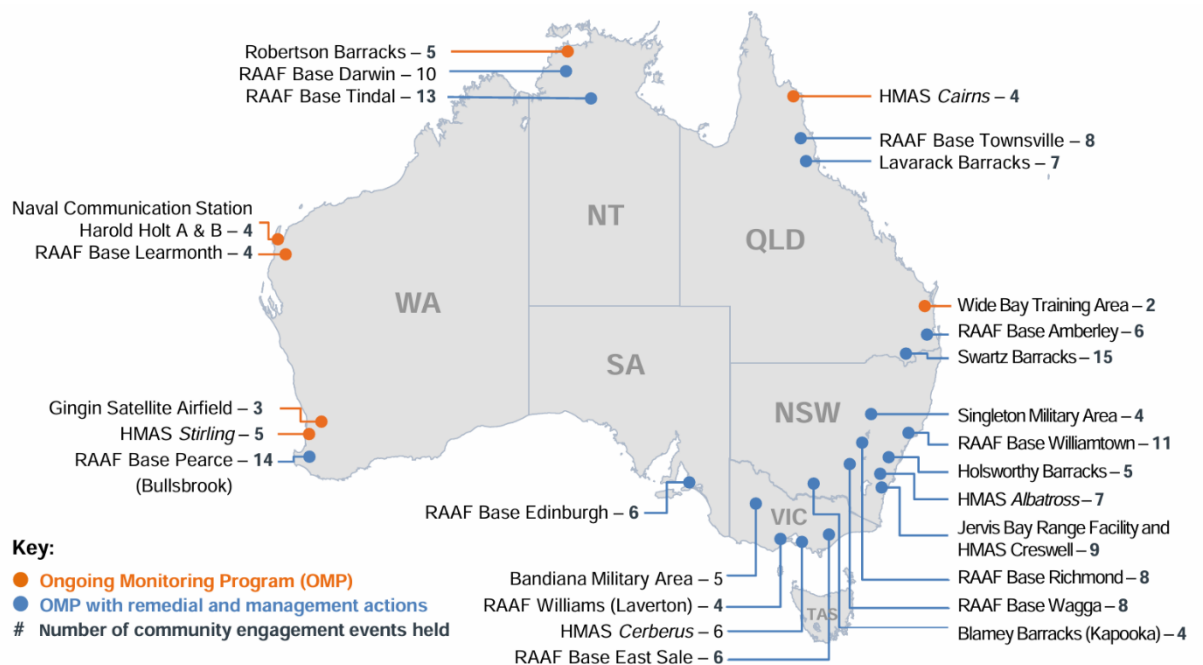 Robertson Barracks – 5
RAAF Base Darwin – 10
RAAF Base Tindal – 13
HMAS Cairns – 4
RAAF Base Townsville – 8
Lavarack Barracks – 7
Naval Communication Station
Harold Holt A & B – 4
RAAF Base Learmonth – 4
NT
QLD
WA
SA
NSW
VIC
TAS
Wide Bay Training Area – 2
RAAF Base Amberley – 6
Swartz Barracks – 15
Gingin Satellite Airfield – 3
HMAS Stirling – 5
RAAF Base Pearce – 14
(Bullsbrook)
Singleton Military Area – 4
RAAF Base Williamtown – 11
Holsworthy Barracks – 5
HMAS Albatross – 7
Jervis Bay Range Facility and
HMAS Creswell – 9
RAAF Base Richmond – 8
RAAF Base Wagga – 8
Blamey Barracks (Kapooka) – 4
RAAF Base Edinburgh – 6
Bandiana Military Area – 5
RAAF Williams (Laverton) – 4
HMAS Cerberus – 6
RAAF Base East Sale – 6
Key:
Ongoing Monitoring Program (OMP)
OMP with remedial and management actions
# Number of community engagement events held